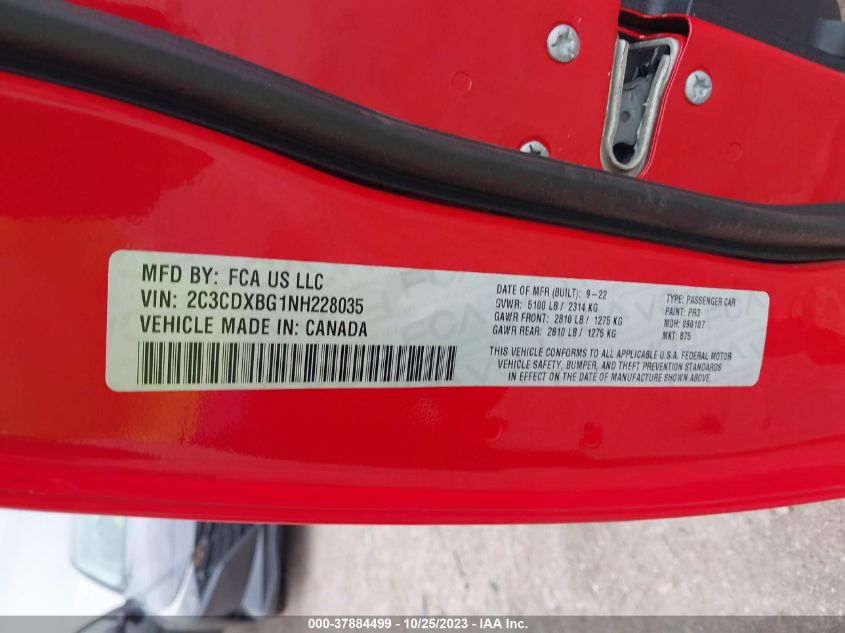 MFD BY: FCA US LLC
VIN: 2C3CDXBG1NH228035
VEHICLE MADE IN: CANADA
DATE OF MFR (BUILT): 9-22
GVWR: 5100 LB / 2314 KG
GAWR FRONT: 2810 LB / 1275 KG
GAWR REAR: 2810 LB / 1275 KG
TYPE: PASSENGER CAR
PAINT: PR3
MDH: 090107
MKT: 875
THIS VEHICLE CONFORMS TO ALL APPLICABLE U.S.A. FEDERAL MOTOR
VEHICLE SAFETY, BUMPER, AND THEFT PREVENTION STANDARDS
IN EFFECT ON THE DATE OF MANUFACTURE SHOWN ABOVE.
000-37884499 - 10/25/2023 - IAA Inc.